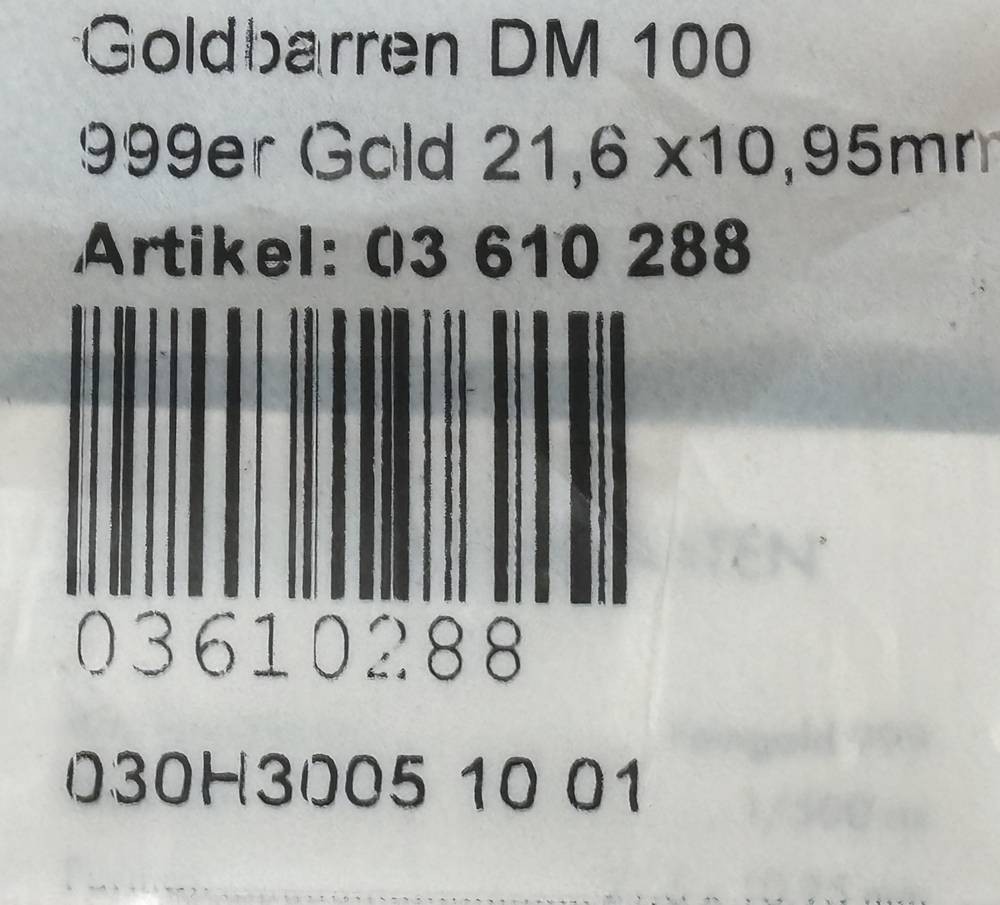 Goldbarren DM 100
999er Gold 21,6 x10,95mm
Artikel: 03 610 288
03610288
030H3005 10 01